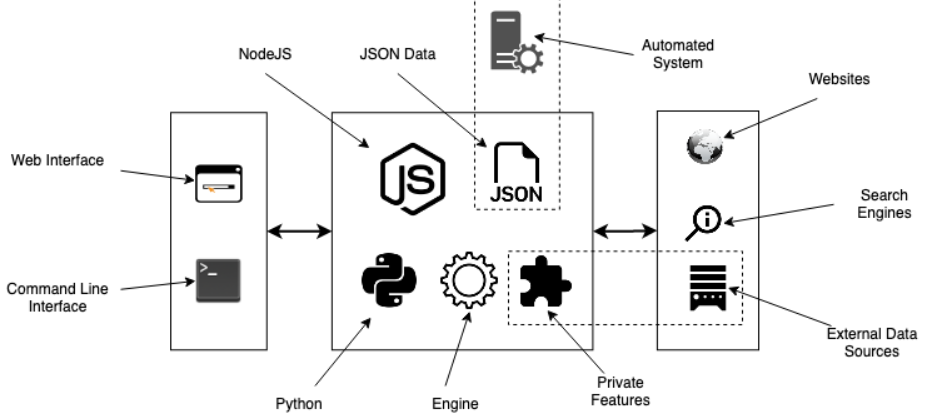 NodeJS
JSON Data
Automated
System
Websites
Web Interface
JS
JSON
Search
Engines
>_
Command Line
Interface
External Data
Sources
Python
Engine
Private
Features